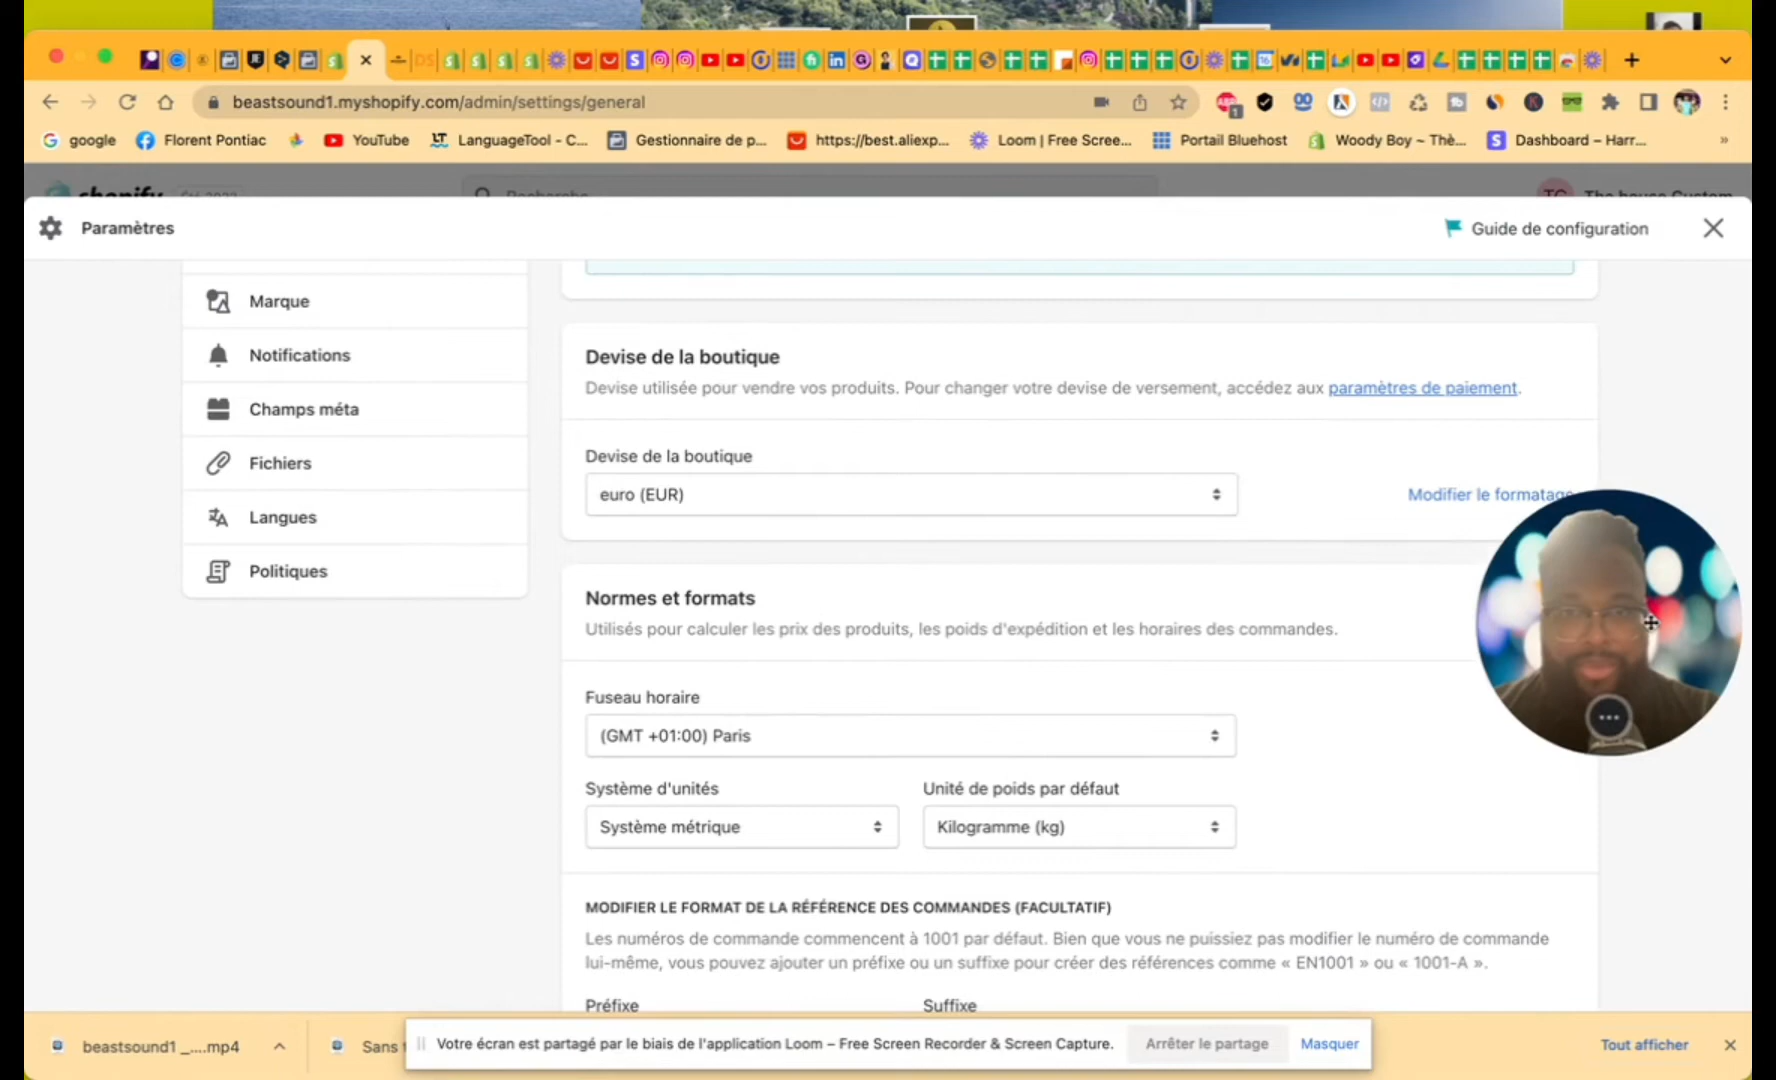 beastsound1.myshopify.com/admin/settings/general
google
Florent Pontiac
YouTube
LanguageTool - C...
Gestionnaire de p...
https://best.aliexp...
Loom | Free Scree...
Portail Bluehost
Woody Boy ~ Thè...
Dashboard – Harr...
»
shopify
Été 2022
Recherche
TC
The house Custom
Paramètres
Guide de configuration
Marque
Notifications
Champs méta
Fichiers
Langues
Politiques
Devise de la boutique
Devise utilisée pour vendre vos produits. Pour changer votre devise de versement, accédez aux paramètres de paiement.
Devise de la boutique
euro (EUR)
Modifier le formatage
Normes et formats
Utilisés pour calculer les prix des produits, les poids d'expédition et les horaires des commandes.
Fuseau horaire
(GMT +01:00) Paris
Système d'unités
Unité de poids par défaut
Système métrique
Kilogramme (kg)
MODIFIER LE FORMAT DE LA RÉFÉRENCE DES COMMANDES (FACULTATIF)
Les numéros de commande commencent à 1001 par défaut. Bien que vous ne puissiez pas modifier le numéro de commande
lui-même, vous pouvez ajouter un préfixe ou un suffixe pour créer des références comme « EN1001 » ou « 1001-A ».
Préfixe
Suffixe
beastsound1 _....mp4
Sans
Votre écran est partagé par le biais de l'application Loom – Free Screen Recorder & Screen Capture.
Arrêter le partage
Masquer
Tout afficher